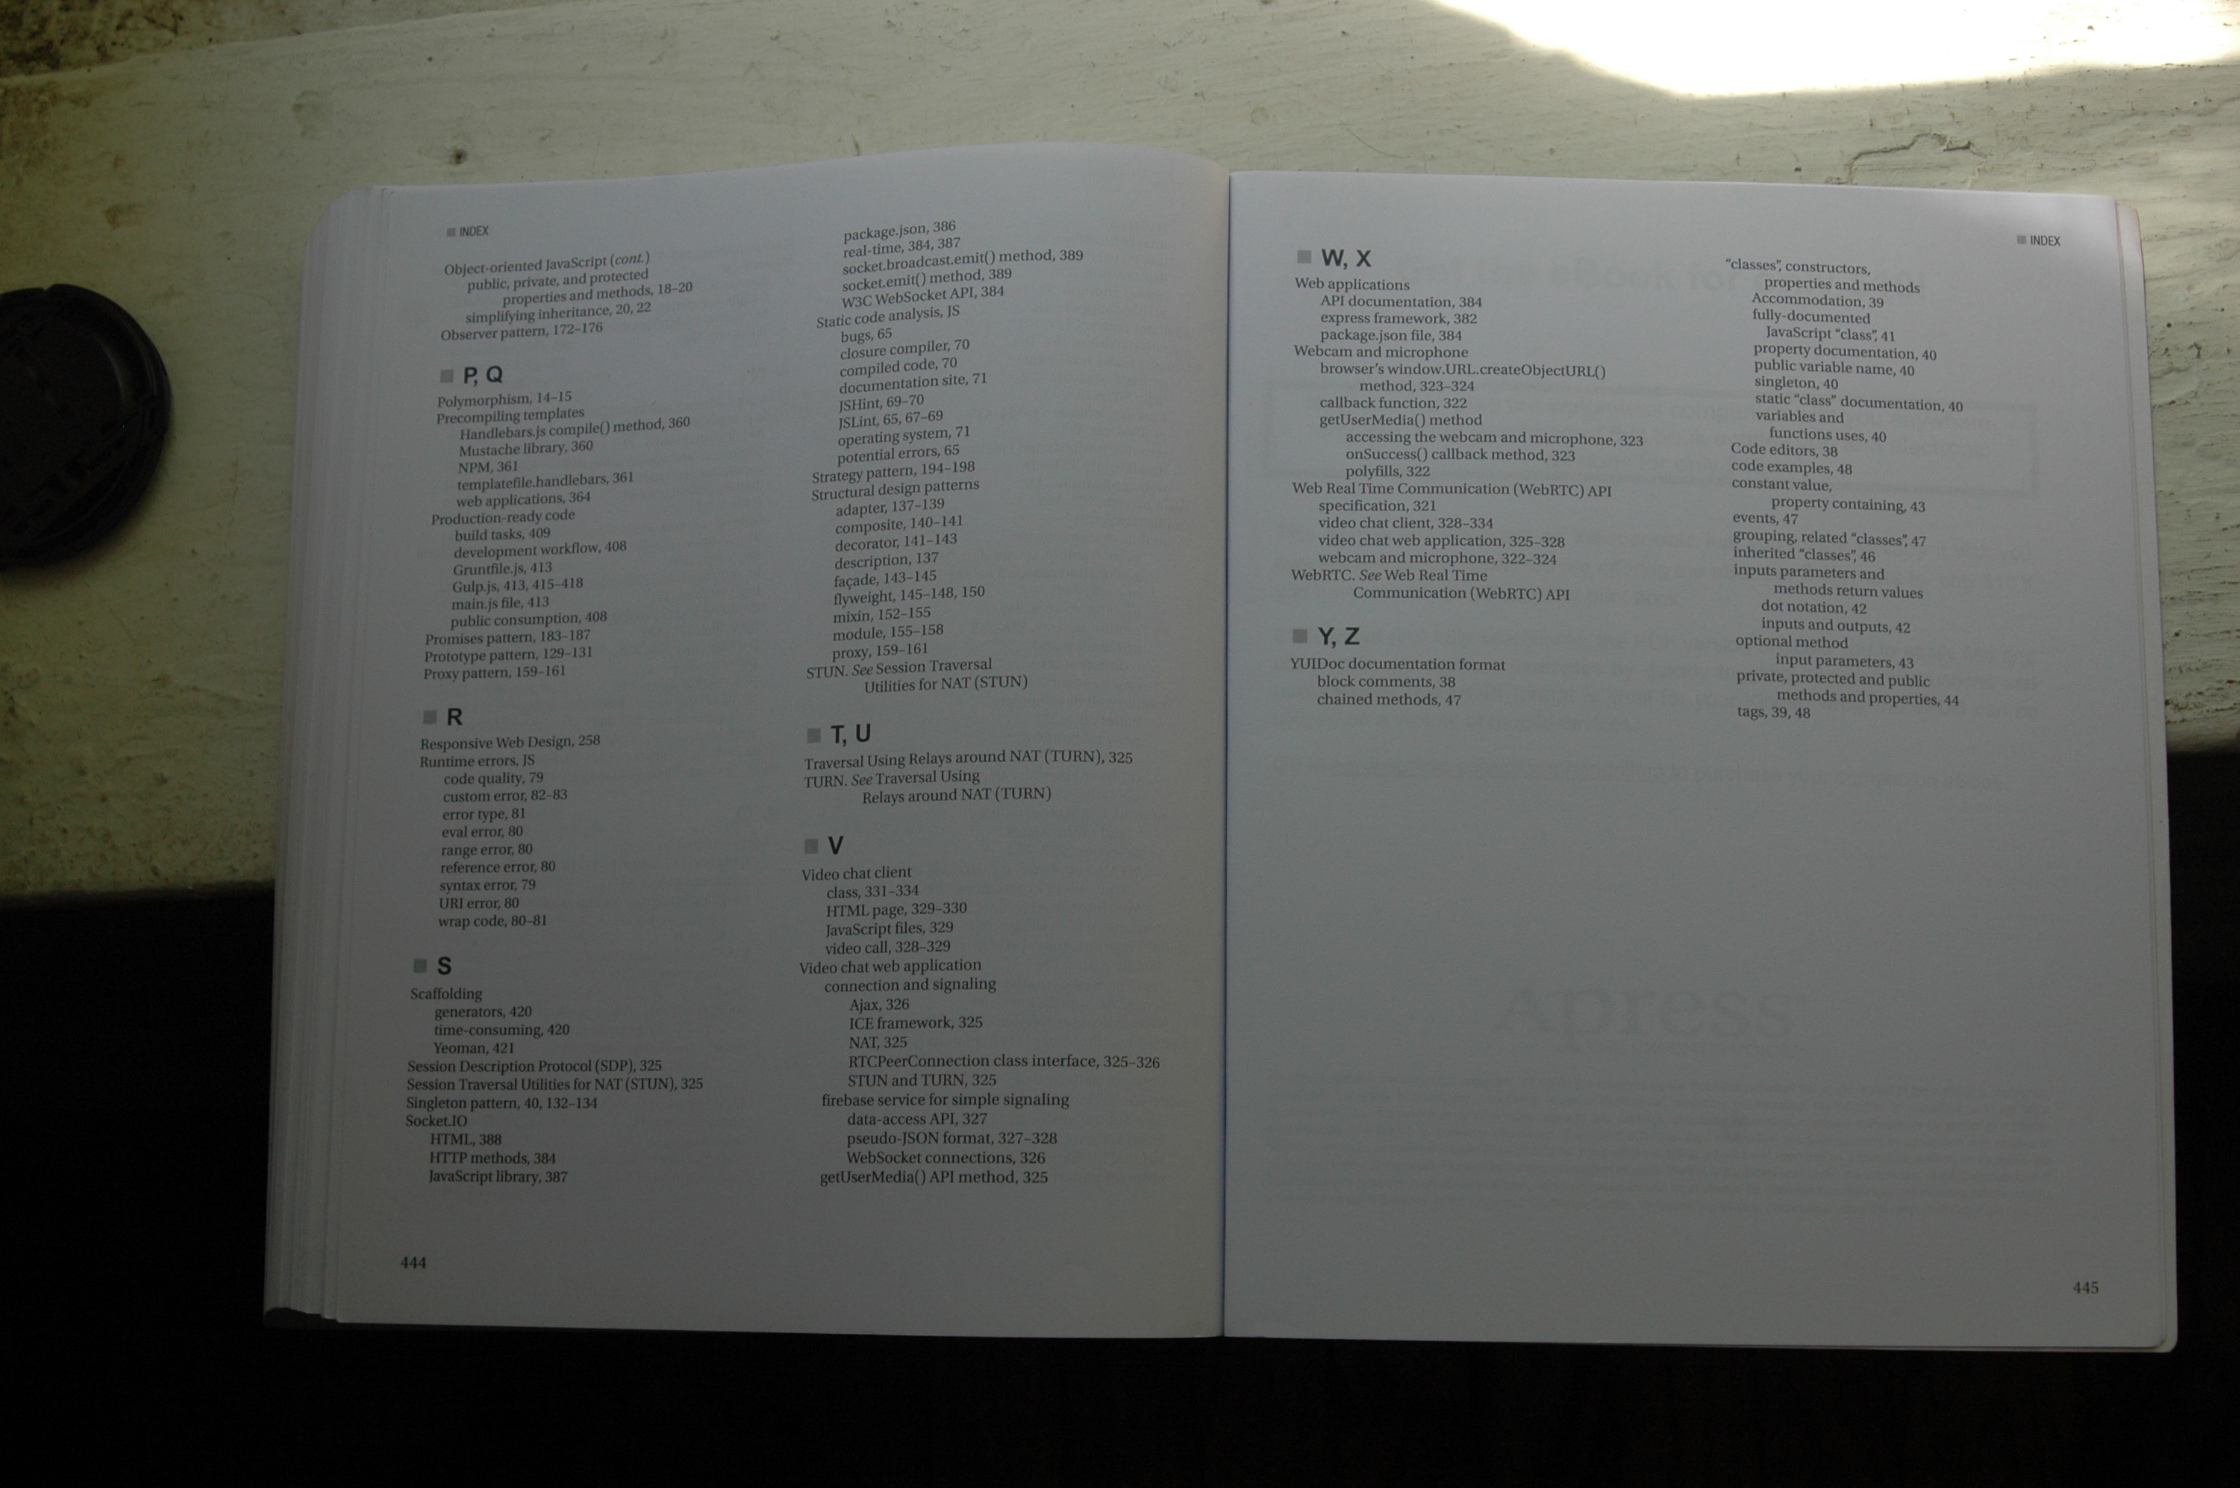 INDEX
Object-oriented JavaScript (cont.)
public, private, and protected
properties and methods, 18–20
simplifying inheritance, 20, 22
Observer pattern, 172–176
P, Q
Polymorphism, 14–15
Precompiling templates
Handlebars.js compile() method, 360
Mustache library, 360
NPM, 361
templatefile.handlebars, 361
web applications, 364
Production-ready code
build tasks, 409
development workflow, 408
Gruntfile.js, 413
Gulp.js, 413, 415–418
main.js file, 413
public consumption, 408
Promises pattern, 183–187
Prototype pattern, 129–131
Proxy pattern, 159–161
R
Responsive Web Design, 258
Runtime errors, JS
code quality, 79
custom error, 82–83
error type, 81
eval error, 80
range error, 80
reference error, 80
syntax error, 79
URI error, 80
wrap code, 80–81
S
Scaffolding
generators, 420
time-consuming, 420
Yeoman, 421
Session Description Protocol (SDP), 325
Session Traversal Utilities for NAT (STUN), 325
Singleton pattern, 40, 132–134
Socket.IO
HTML, 388
HTTP methods, 384
JavaScript library, 387
package.json, 386
real-time, 384, 387
socket.broadcast.emit() method, 389
socket.emit() method, 389
W3C WebSocket API, 384
Static code analysis, JS
bugs, 65
closure compiler, 70
compiled code, 70
documentation site, 71
JSHint, 69–70
JSLint, 65, 67–69
operating system, 71
potential errors, 65
Strategy pattern, 194–198
Structural design patterns
adapter, 137–139
composite, 140–141
decorator, 141–143
description, 137
façade, 143–145
flyweight, 145–148, 150
mixin, 152–155
module, 155–158
proxy, 159–161
STUN. See Session Traversal
Utilities for NAT (STUN)
T, U
Traversal Using Relays around NAT (TURN), 325
TURN. See Traversal Using
Relays around NAT (TURN)
V
Video chat client
class, 331–334
HTML page, 329–330
JavaScript files, 329
video call, 328–329
Video chat web application
connection and signaling
Ajax, 326
ICE framework, 325
NAT, 325
RTCPeerConnection class interface, 325–326
STUN and TURN, 325
firebase service for simple signaling
data-access API, 327
pseudo-JSON format, 327–328
WebSocket connections, 326
getUserMedia() API method, 325
444
INDEX
W, X
Web applications
API documentation, 384
express framework, 382
package.json file, 384
Webcam and microphone
browser's window.URL.createObjectURL()
method, 323–324
callback function, 322
getUserMedia() method
accessing the webcam and microphone, 323
onSuccess() callback method, 323
polyfills, 322
Web Real Time Communication (WebRTC) API
specification, 321
video chat client, 328–334
video chat web application, 325–328
webcam and microphone, 322–324
WebRTC. See Web Real Time
Communication (WebRTC) API
Y, Z
YUIDoc documentation format
block comments, 38
chained methods, 47
"classes", constructors,
properties and methods
Accommodation, 39
fully-documented
JavaScript "class", 41
property documentation, 40
public variable name, 40
singleton, 40
static "class" documentation, 40
variables and
functions uses, 40
Code editors, 38
code examples, 48
constant value,
property containing, 43
events, 47
grouping, related "classes", 47
inherited "classes", 46
inputs parameters and
methods return values
dot notation, 42
inputs and outputs, 42
optional method
input parameters, 43
private, protected and public
methods and properties, 44
tags, 39, 48
445